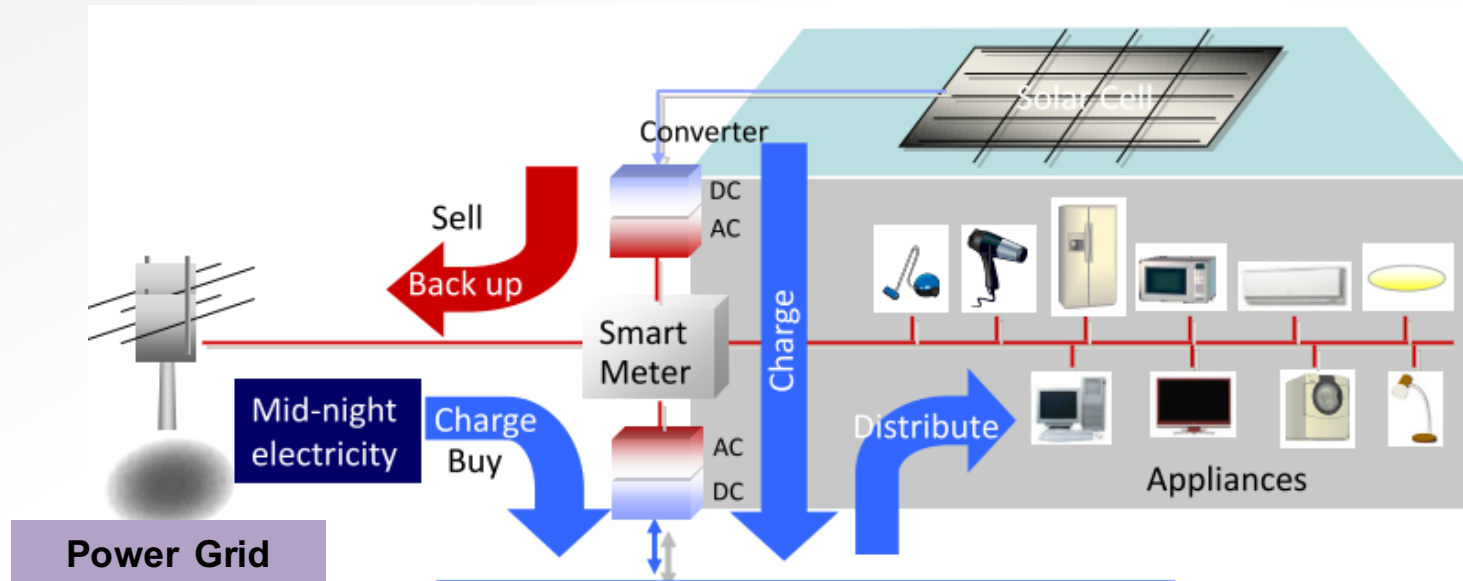 Solar Cell
Converter
DC
AC
Sell
Back up
Smart
Meter
Charge
Mid-night
electricity
Charge
Buy
AC
DC
Distribute
Appliances
Power Grid